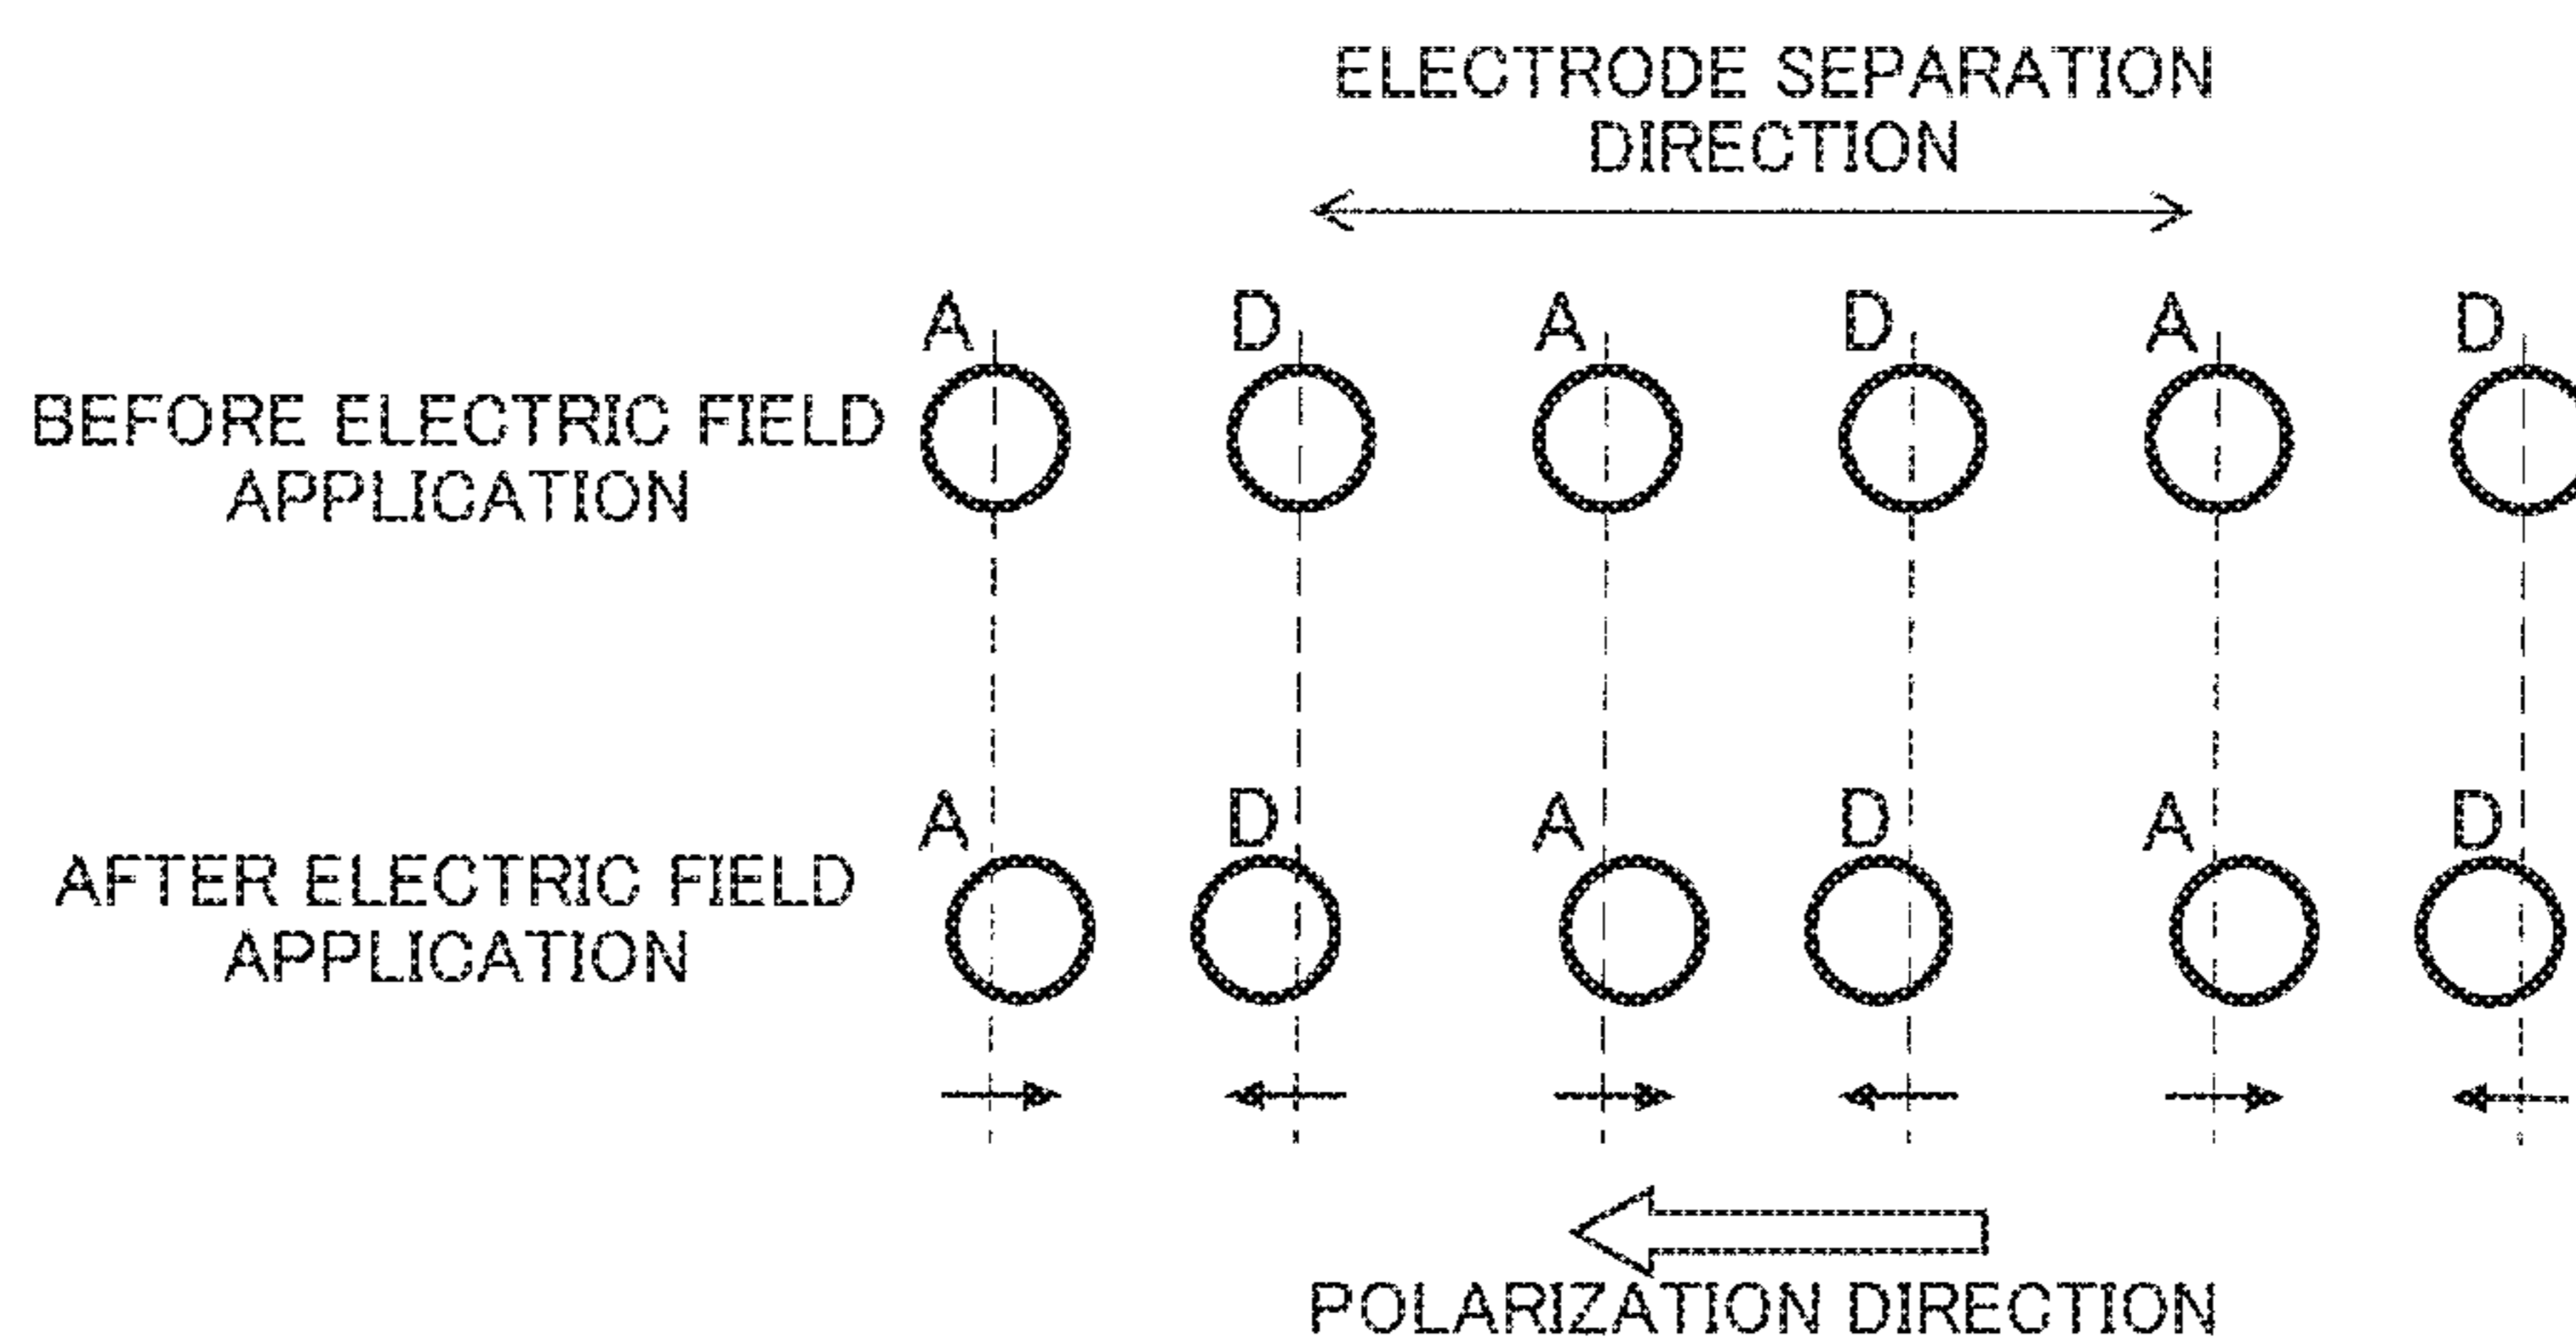 ELECTRODE SEPARATION
DIRECTION
A D A D A D
BEFORE ELECTRIC FIELD
APPLICATION
A D A D A D
AFTER ELECTRIC FIELD
APPLICATION
POLARIZATION DIRECTION